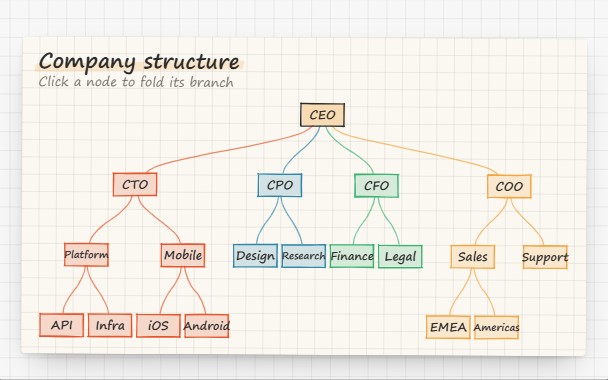 Company structure
Click a node to fold its branch
CEO
CTO
CPO
CFO
COO
Platform
Mobile
Design
Research
Finance
Legal
Sales
Support
API
Infra
iOS
Android
EMEA
Americas